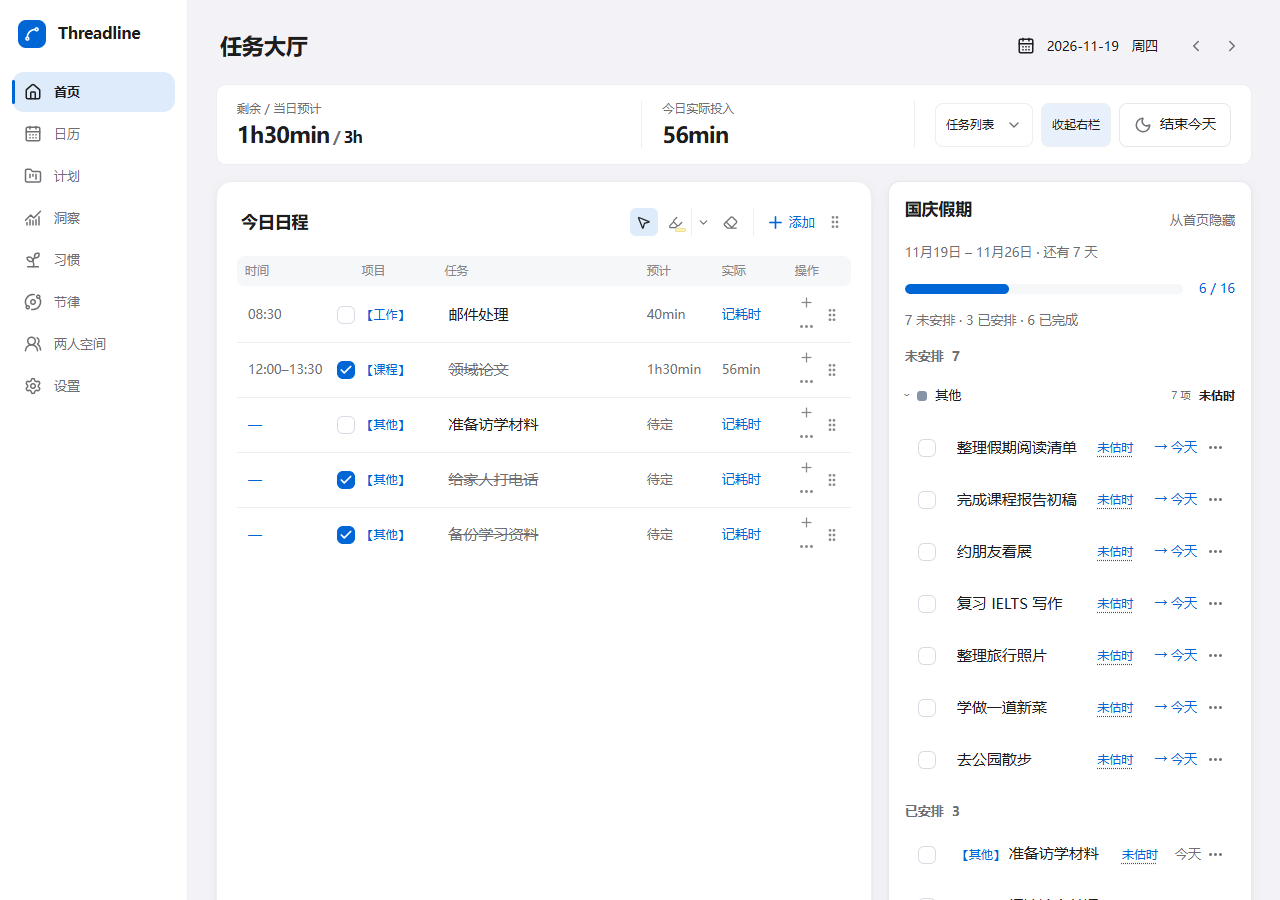 Threadline
首页
日历
计划
洞察
习惯
节律
两人空间
设置
任务大厅
2026-11-19 周四
剩余 / 当日预计
1h30min / 3h
今日实际投入
56min
任务列表
收起右栏
结束今天
今日日程
添加
时间 项目 任务 预计 实际 操作
08:30 【工作】 邮件处理 40min 记耗时
12:00–13:30 【课程】 领域论文 1h30min 56min
— 【其他】 准备访学材料 待定 记耗时
— 【其他】 给家人打电话 待定 记耗时
— 【其他】 备份学习资料 待定 记耗时
国庆假期
从首页隐藏
11月19日 – 11月26日 · 还有 7 天
6 / 16
7 未安排 · 3 已安排 · 6 已完成
未安排 7
其他 7 项 未估时
整理假期阅读清单 未估时 → 今天
完成课程报告初稿 未估时 → 今天
约朋友看展 未估时 → 今天
复习 IELTS 写作 未估时 → 今天
整理旅行照片 未估时 → 今天
学做一道新菜 未估时 → 今天
去公园散步 未估时 → 今天
已安排 3
【其他】 准备访学材料 未估时 今天